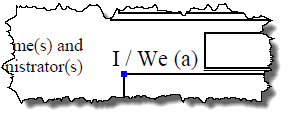 me(s) and
nistrator(s)
I / We (a)